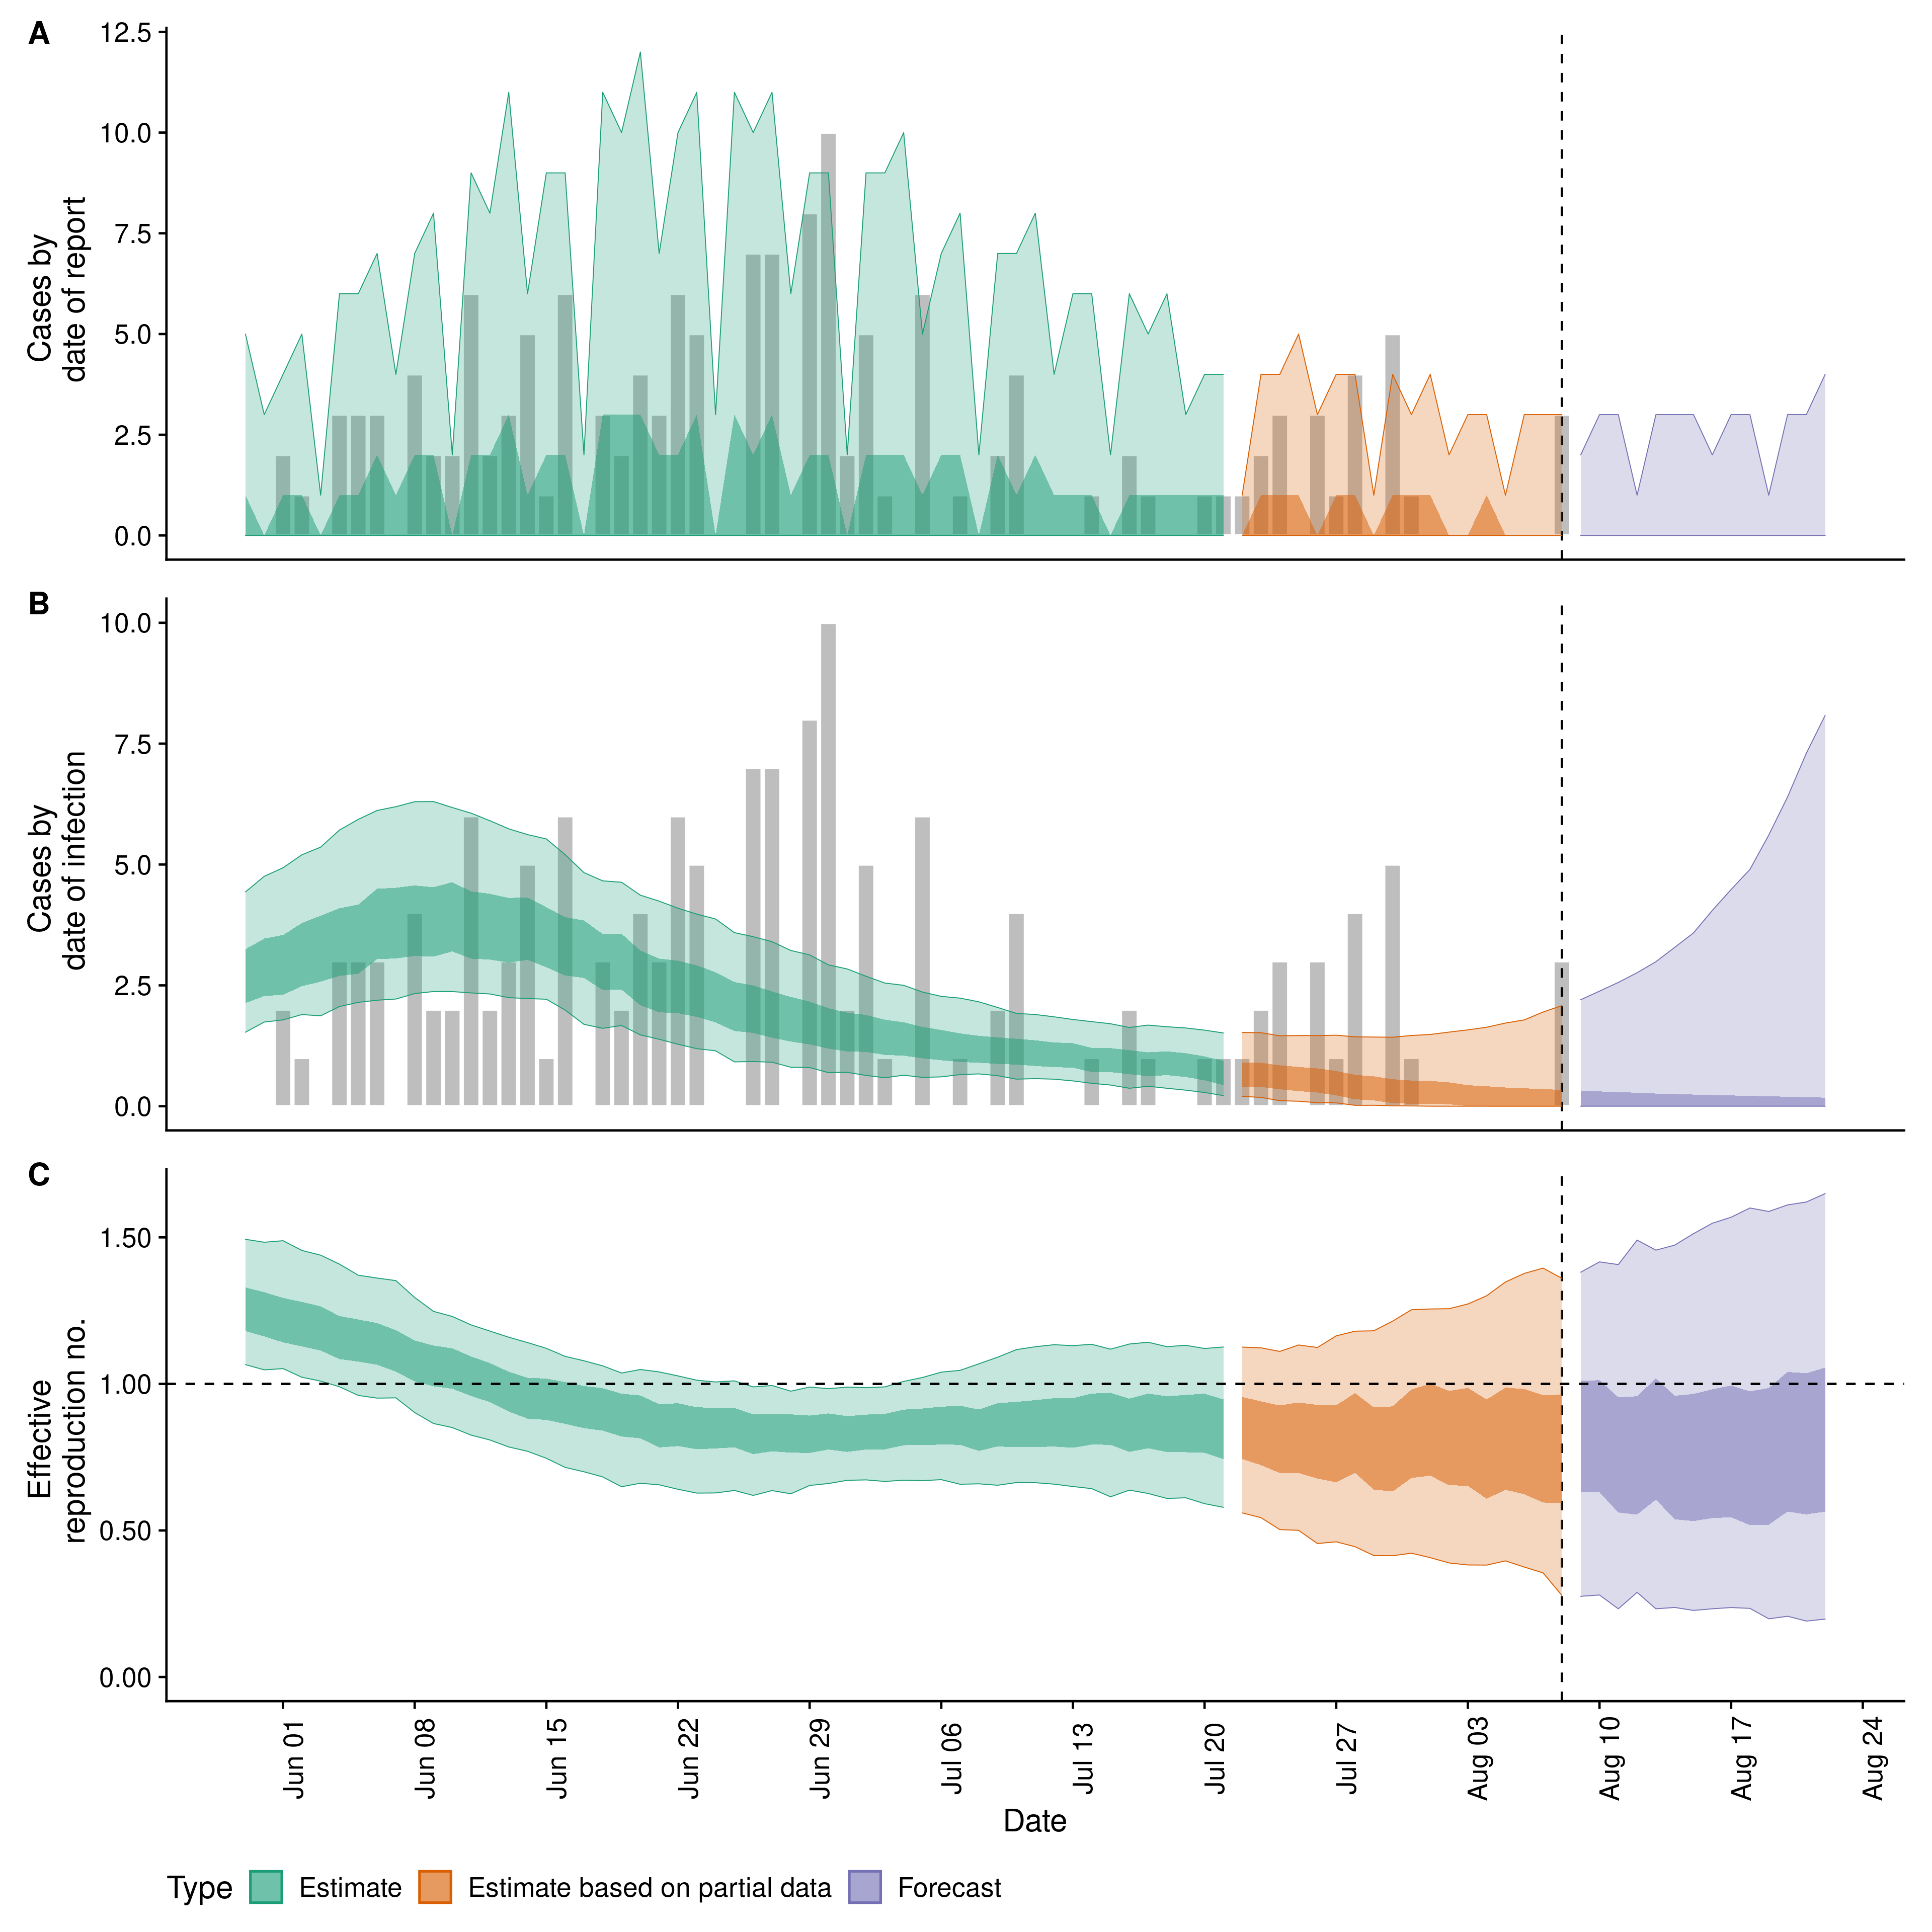 A
12.5
10.0
7.5
5.0
2.5
0.0
Cases by
date of report
B
10.0
7.5
5.0
2.5
0.0
Cases by
date of infection
C
1.50
1.00
0.50
0.00
Effective
reproduction no.
Jun 01
Jun 08
Jun 15
Jun 22
Jun 29
Jul 06
Jul 13
Jul 20
Jul 27
Aug 03
Aug 10
Aug 17
Aug 24
Date
Type Estimate Estimate based on partial data Forecast